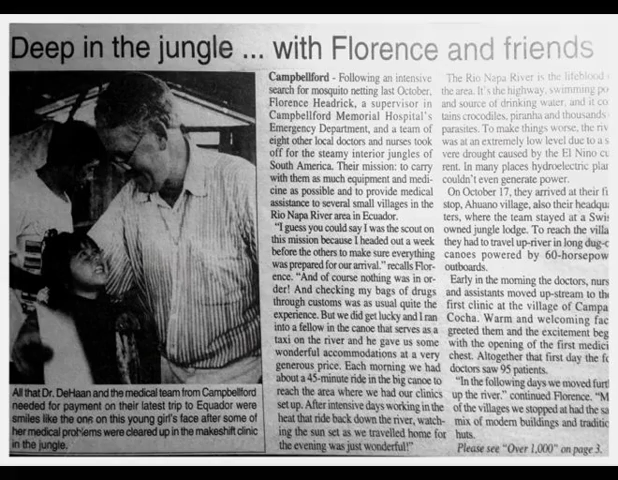 Deep in the jungle ... with Florence and friends
All that Dr. DeHaan and the medical team from Campbellford
needed for payment on their latest trip to Equador were
smiles like the one on this young girl's face after some of
her medical problems were cleared up in the makeshift clinic
in the jungle.
Campbellford - Following an intensive
search for mosquito netting last October,
Florence Headrick, a supervisor in
Campbellford Memorial Hospital's
Emergency Department, and a team of
eight other local doctors and nurses took
off for the steamy interior jungles of
South America. Their mission: to carry
with them as much equipment and medi-
cine as possible and to provide medical
assistance to several small villages in the
Rio Napa River area in Ecuador.
"I guess you could say I was the scout on
this mission because I headed out a week
before the others to make sure everything
was prepared for our arrival." recalls Flor-
ence. "And of course nothing was in or-
der! And checking my bags of drugs
through customs was as usual quite the
experience. But we did get lucky and I ran
into a fellow in the canoe that serves as a
taxi on the river and he gave us some
wonderful accommodations at a very
generous price. Each morning we had
about a 45-minute ride in the big canoe to
reach the area where we had our clinics
set up. After intensive days working in the
heat that ride back down the river, watch-
ing the sun set as we travelled home for
the evening was just wonderful!"
The Rio Napa River is the lifeblood
the area. It's the highway, swimming po
and source of drinking water, and it co
tains crocodiles, piranha and thousands
parasites. To make things worse, the riv
was at an extremely low level due to a s
vere drought caused by the El Nino cu
rent. In many places hydroelectric plan
couldn't even generate power.
On October 17, they arrived at their fi
stop, Ahuano village, also their headqua
ters, where the team stayed at a Swis
owned jungle lodge. To reach the villa
they had to travel up-river in long dug-o
canoes powered by 60-horsepow
outboards.
Early in the morning the doctors, nurs
and assistants moved up-stream to the
first clinic at the village of Campa
Cocha. Warm and welcoming fac
greeted them and the excitement beg
with the opening of the first medici
chest. Altogether that first day the fo
doctors saw 95 patients.
"In the following days we moved furt
up the river." continued Florence. "M
of the villages we stopped at had the sa
mix of modern buildings and traditio
huts.
Please see "Over 1,000" on page 3.